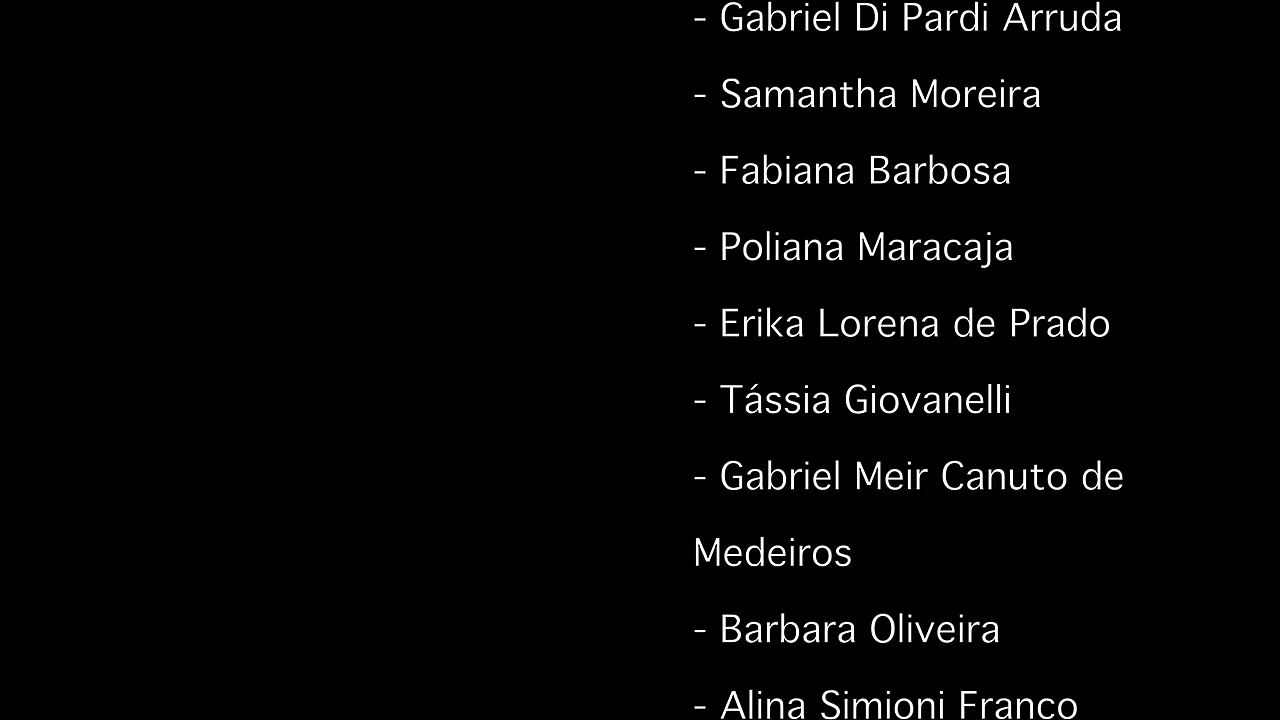 - Gabriel Di Pardi Arruda
- Samantha Moreira
- Fabiana Barbosa
- Poliana Maracaja
- Erika Lorena de Prado
- Tássia Giovanelli
- Gabriel Meir Canuto de
Medeiros
- Barbara Oliveira
- Alina Simioni Franco